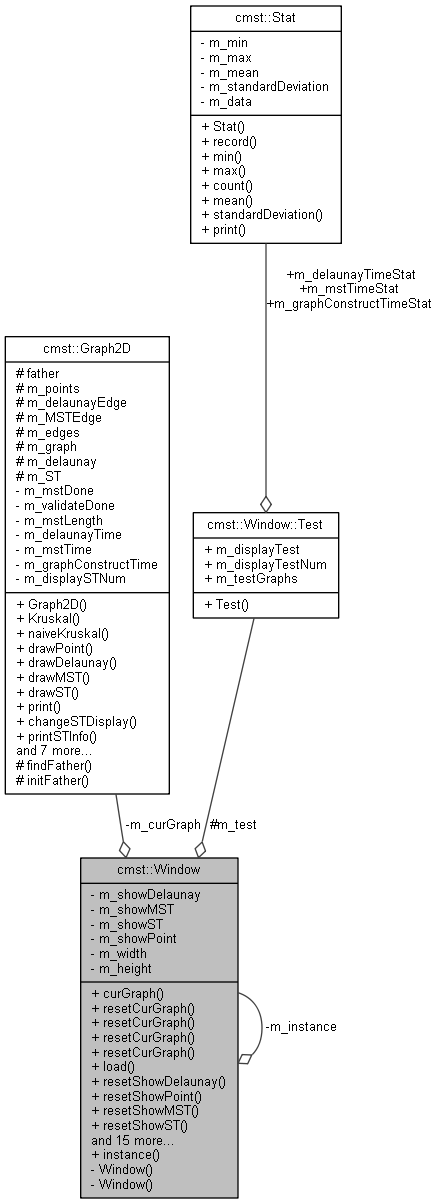 cmst::Stat
- m_min
- m_max
- m_mean
- m_standardDeviation
- m_data
+ Stat()
+ record()
+ min()
+ max()
+ count()
+ mean()
+ standardDeviation()
+ print()
+m_delaunayTimeStat
+m_mstTimeStat
+m_graphConstructTimeStat
cmst::Graph2D
# father
# m_points
# m_delaunayEdge
# m_MSTEdge
# m_edges
# m_graph
# m_delaunay
# m_ST
- m_mstDone
- m_validateDone
- m_mstLength
- m_delaunayTime
- m_mstTime
- m_graphConstructTime
- m_displaySTNum
+ Graph2D()
+ Kruskal()
+ naiveKruskal()
+ drawPoint()
+ drawDelaunay()
+ drawMST()
+ drawST()
+ print()
+ changeSTDisplay()
+ printSTInfo()
and 7 more...
# findFather()
# initFather()
cmst::Window::Test
+ m_displayTest
+ m_displayTestNum
+ m_testGraphs
+ Test()
-m_curGraph
#m_test
cmst::Window
- m_showDelaunay
- m_showMST
- m_showST
- m_showPoint
- m_width
- m_height
+ curGraph()
+ resetCurGraph()
+ resetCurGraph()
+ resetCurGraph()
+ resetCurGraph()
+ load()
+ resetShowDelaunay()
+ resetShowPoint()
+ resetShowMST()
+ resetShowST()
and 15 more...
+ instance()
- Window()
- Window()
-m_instance